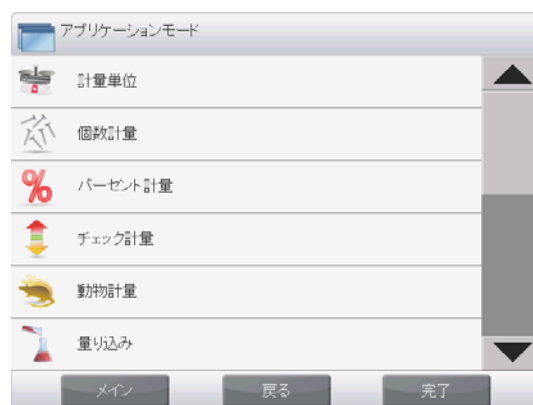 アプリケーションモード
計量単位
個数計量
パーセント計量
チェック計量
動物計量
量り込み
メイン
戻る
完了